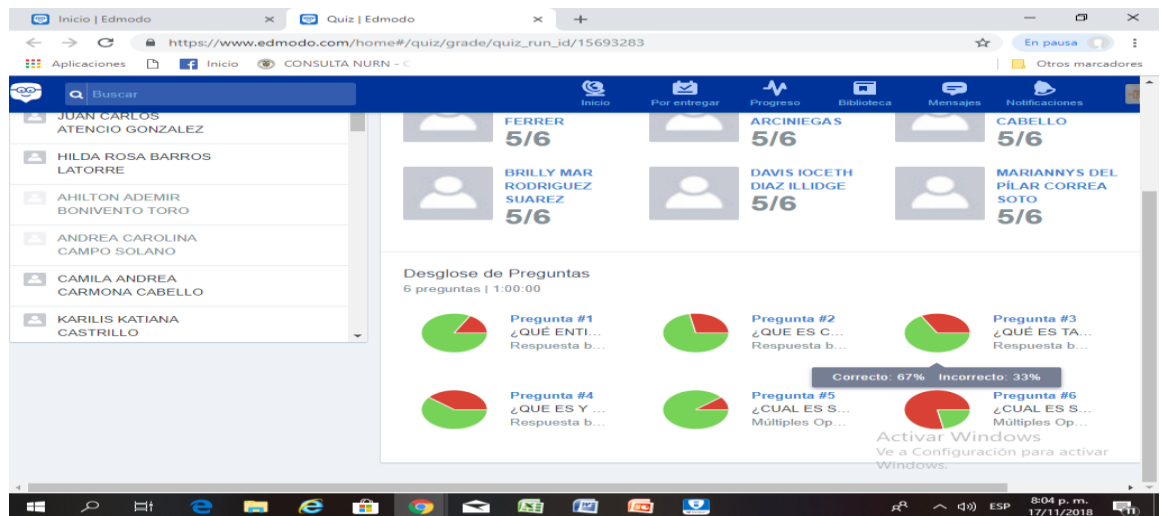 Inicio | Edmodo
Quiz | Edmodo
https://www.edmodo.com/home#/quiz/grade/quiz_run_id/15693283
En pausa
Aplicaciones
Inicio
CONSULTA NURN - C
Otros marcadores
Buscar
Inicio
Por entregar
Progreso
Biblioteca
Mensajes
Notificaciones
JUAN CARLOS
ATENCIO GONZALEZ
HILDA ROSA BARROS
LATORRE
AHILTON ADEMIR
BONIVENTO TORO
ANDREA CAROLINA
CAMPO SOLANO
CAMILA ANDREA
CARMONA CABELLO
KARILIS KATIANA
CASTRILLO
FERRER
5/6
ARCINIEGAS
5/6
CABELLO
5/6
BRILLY MAR
RODRIGUEZ
SUAREZ
5/6
DAVIS IOCETH
DIAZ ILLIDGE
5/6
MARIANNYS DEL
PÍLAR CORREA
SOTO
5/6
Desglose de Preguntas
6 preguntas | 1:00:00
Pregunta #1
¿QUÉ ENTI...
Respuesta b...
Pregunta #2
¿QUE ES C...
Respuesta b...
Pregunta #3
¿QUÉ ES TA...
Respuesta b...
Correcto: 67% Incorrecto: 33%
Pregunta #4
¿QUE ES Y ...
Respuesta b...
Pregunta #5
¿CUAL ES S...
Múltiples Op...
Pregunta #6
¿CUAL ES S...
Múltiples Op...
Activar Windows
Ve a Configuración para activar
Windows.
ESP
8:04 p. m.
17/11/2018